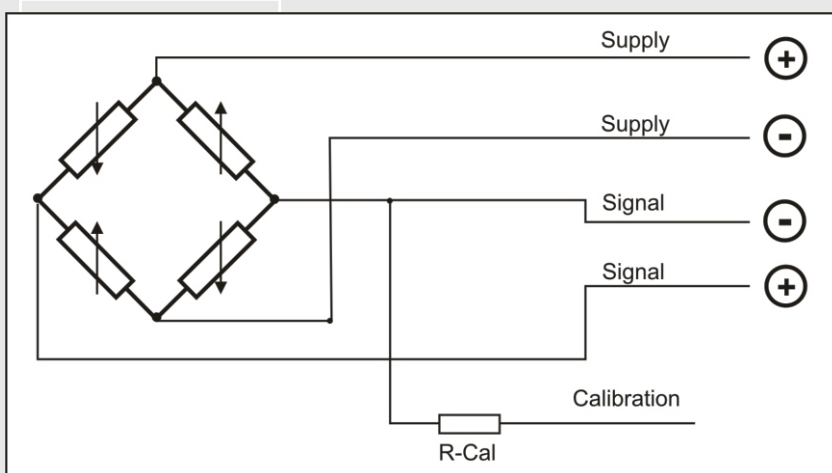 Supply +
Supply -
Signal -
Signal +
Calibration
R-Cal